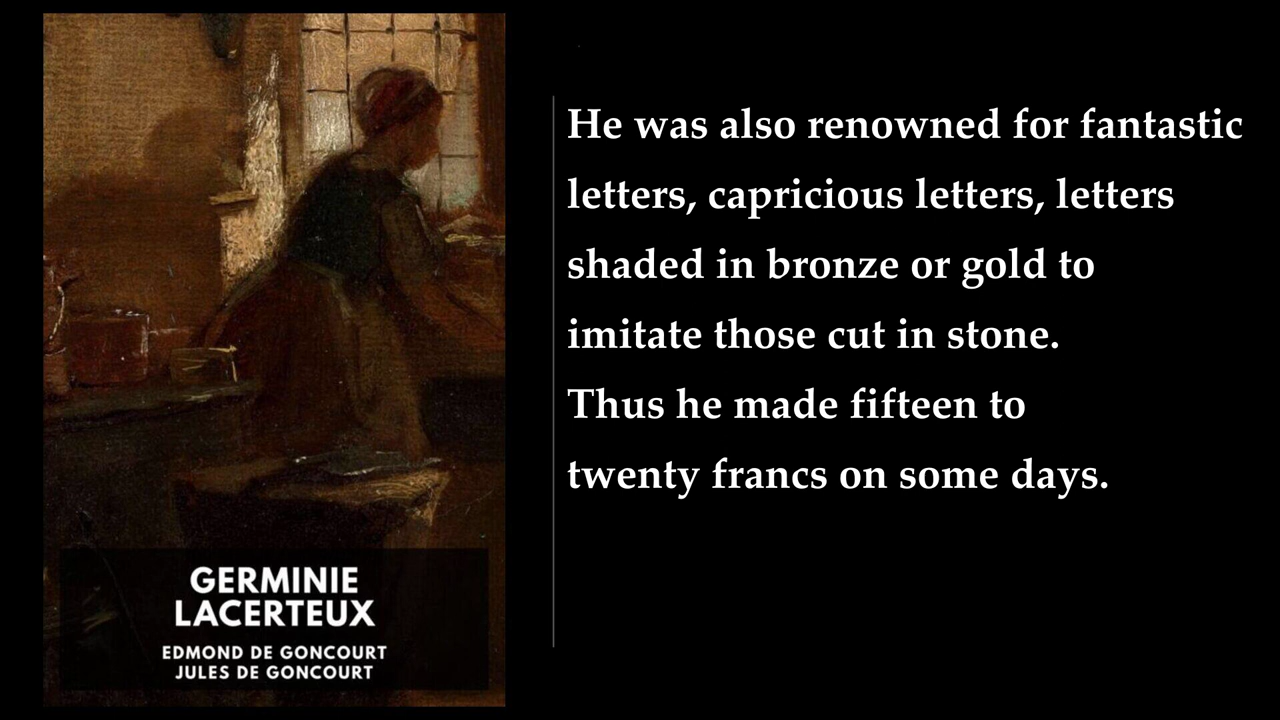 GERMINIE
LACERTEUX
EDMOND DE GONCOURT
JULES DE GONCOURT
He was also renowned for fantastic
letters, capricious letters, letters
shaded in bronze or gold to
imitate those cut in stone.
Thus he made fifteen to
twenty francs on some days.